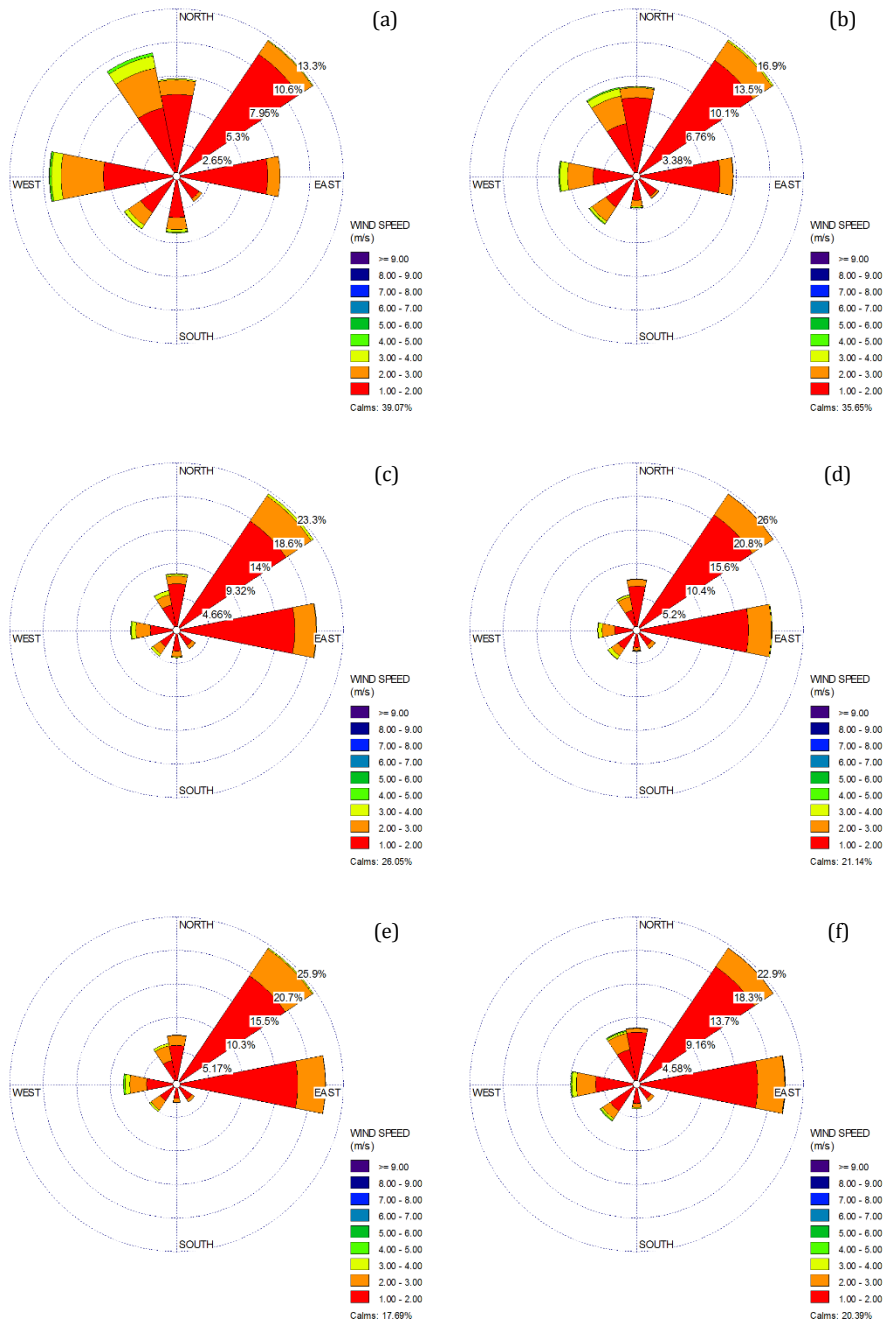 (a)
NORTH
13.3%
10.6%
7.95%
5.3%
2.65%
WEST
EAST
SOUTH
WIND SPEED
(m/s)
>= 9.00
8.00 - 9.00
7.00 - 8.00
6.00 - 7.00
5.00 - 6.00
4.00 - 5.00
3.00 - 4.00
2.00 - 3.00
1.00 - 2.00
Calms: 39.07%
(b)
NORTH
16.9%
13.5%
10.1%
6.76%
3.38%
WEST
EAST
SOUTH
WIND SPEED
(m/s)
>= 9.00
8.00 - 9.00
7.00 - 8.00
6.00 - 7.00
5.00 - 6.00
4.00 - 5.00
3.00 - 4.00
2.00 - 3.00
1.00 - 2.00
Calms: 35.65%
(c)
NORTH
23.3%
18.6%
14%
9.32%
4.66%
WEST
EAST
SOUTH
WIND SPEED
(m/s)
>= 9.00
8.00 - 9.00
7.00 - 8.00
6.00 - 7.00
5.00 - 6.00
4.00 - 5.00
3.00 - 4.00
2.00 - 3.00
1.00 - 2.00
Calms: 26.05%
(d)
NORTH
26%
20.8%
15.6%
10.4%
5.2%
WEST
EAST
SOUTH
WIND SPEED
(m/s)
>= 9.00
8.00 - 9.00
7.00 - 8.00
6.00 - 7.00
5.00 - 6.00
4.00 - 5.00
3.00 - 4.00
2.00 - 3.00
1.00 - 2.00
Calms: 21.14%
(e)
NORTH
25.9%
20.7%
15.5%
10.3%
5.17%
WEST
EAST
SOUTH
WIND SPEED
(m/s)
>= 9.00
8.00 - 9.00
7.00 - 8.00
6.00 - 7.00
5.00 - 6.00
4.00 - 5.00
3.00 - 4.00
2.00 - 3.00
1.00 - 2.00
Calms: 17.69%
(f)
NORTH
22.9%
18.3%
13.7%
9.16%
4.58%
WEST
EAST
SOUTH
WIND SPEED
(m/s)
>= 9.00
8.00 - 9.00
7.00 - 8.00
6.00 - 7.00
5.00 - 6.00
4.00 - 5.00
3.00 - 4.00
2.00 - 3.00
1.00 - 2.00
Calms: 20.39%